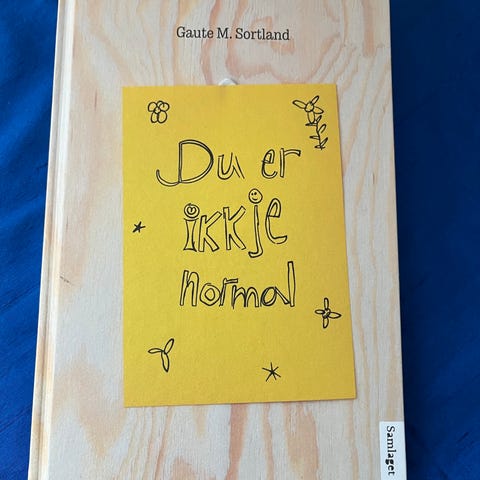 Gaute M. Sortland
Du er
ikkje
normal
Samlaget